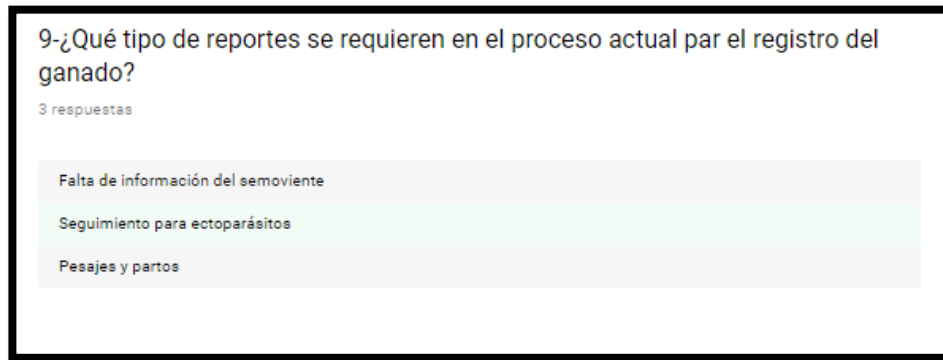 9-¿Qué tipo de reportes se requieren en el proceso actual par el registro del
ganado?
3 respuestas
Falta de información del semoviente
Seguimiento para ectoparásitos
Pesajes y partos